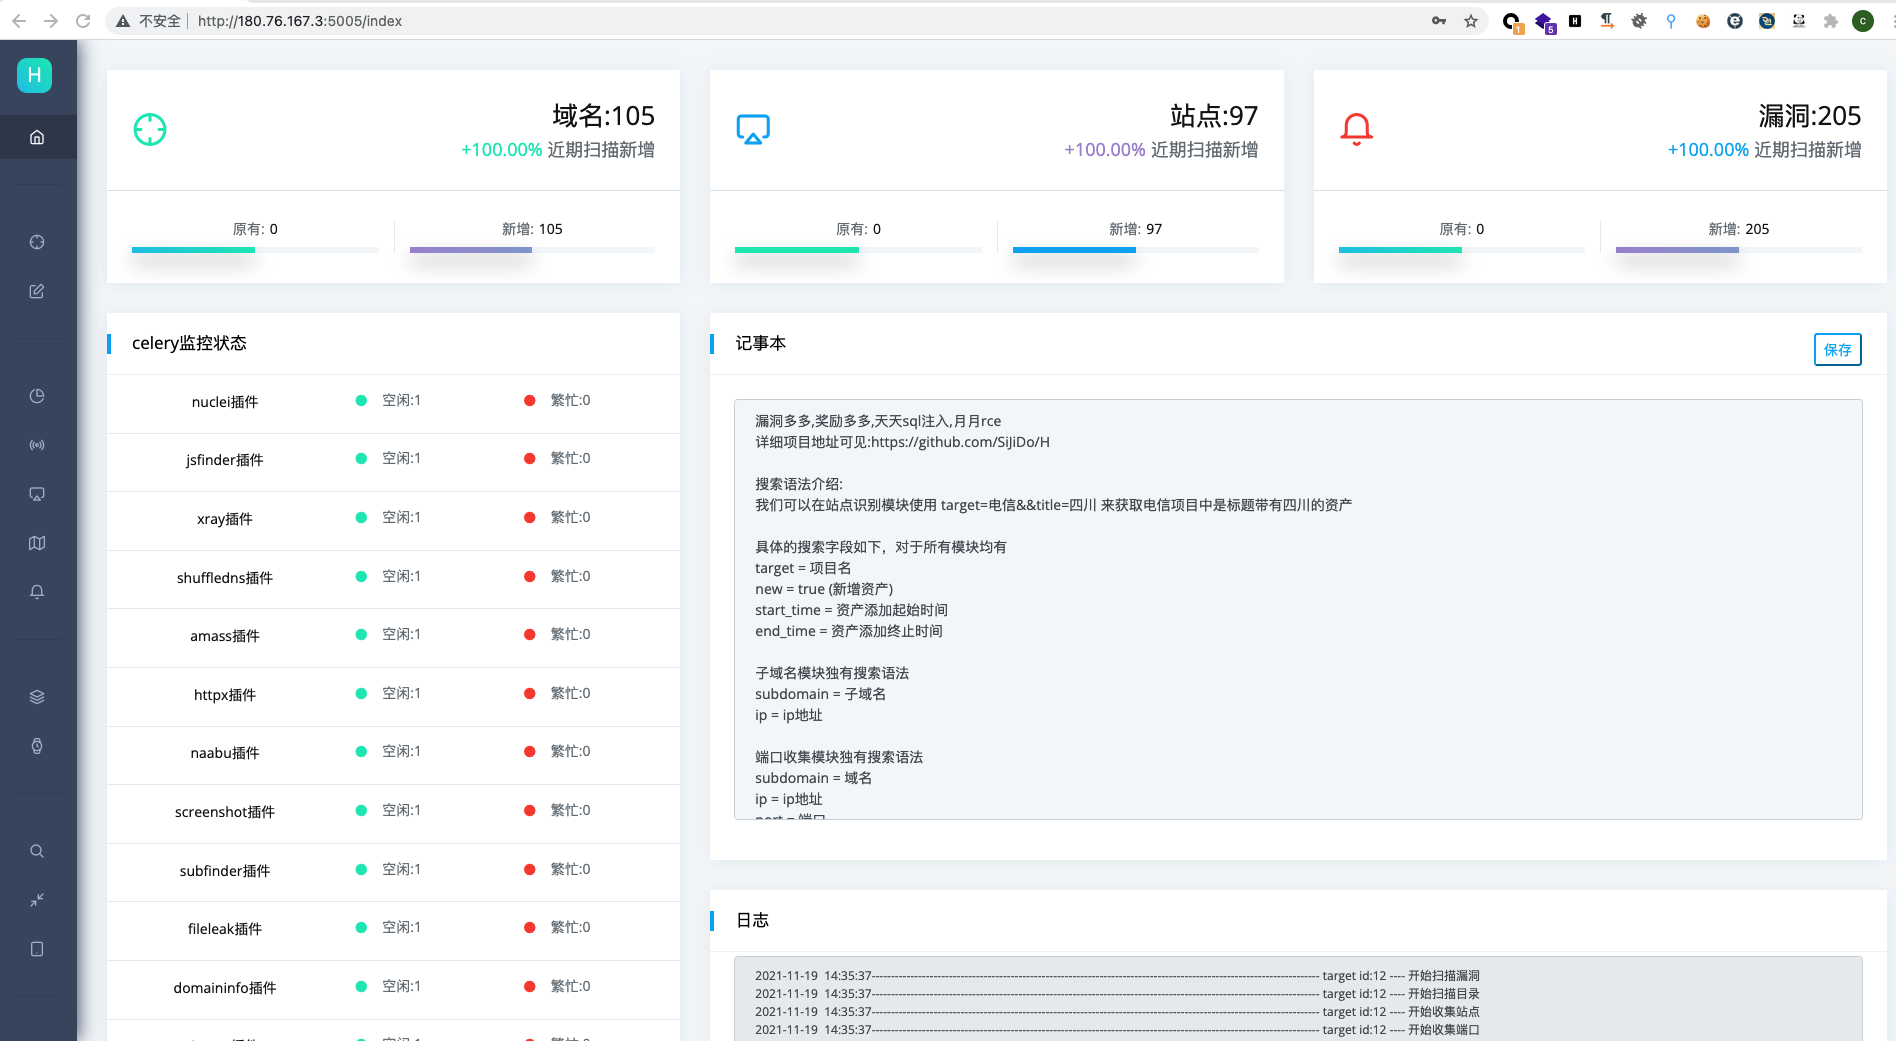 不安全 http://180.76.167.3:5005/index
1
5
H
C
H
域名:105
+100.00% 近期扫描新增
原有: 0
新增: 105
站点:97
+100.00% 近期扫描新增
原有: 0
新增: 97
漏洞:205
+100.00% 近期扫描新增
原有: 0
新增: 205
celery监控状态
nuclei插件 空闲:1 繁忙:0
jsfinder插件 空闲:1 繁忙:0
xray插件 空闲:1 繁忙:0
shuffledns插件 空闲:1 繁忙:0
amass插件 空闲:1 繁忙:0
httpx插件 空闲:1 繁忙:0
naabu插件 空闲:1 繁忙:0
screenshot插件 空闲:1 繁忙:0
subfinder插件 空闲:1 繁忙:0
fileleak插件 空闲:1 繁忙:0
domaininfo插件 空闲:1 繁忙:0
记事本
保存
漏洞多多,奖励多多,天天sql注入,月月rce
详细项目地址可见:https://github.com/SiJiDo/H
搜索语法介绍:
我们可以在站点识别模块使用 target=电信&&title=四川 来获取电信项目中是标题带有四川的资产
具体的搜索字段如下，对于所有模块均有
target = 项目名
new = true (新增资产)
start_time = 资产添加起始时间
end_time = 资产添加终止时间
子域名模块独有搜索语法
subdomain = 子域名
ip = ip地址
端口收集模块独有搜索语法
subdomain = 域名
ip = ip地址
port = 端口
日志
2021-11-19 14:35:37---------------------------------------------------------------------------------------------------------------- target id:12 ---- 开始扫描漏洞
2021-11-19 14:35:37---------------------------------------------------------------------------------------------------------------- target id:12 ---- 开始扫描目录
2021-11-19 14:35:37---------------------------------------------------------------------------------------------------------------- target id:12 ---- 开始收集站点
2021-11-19 14:35:37---------------------------------------------------------------------------------------------------------------- target id:12 ---- 开始收集端口